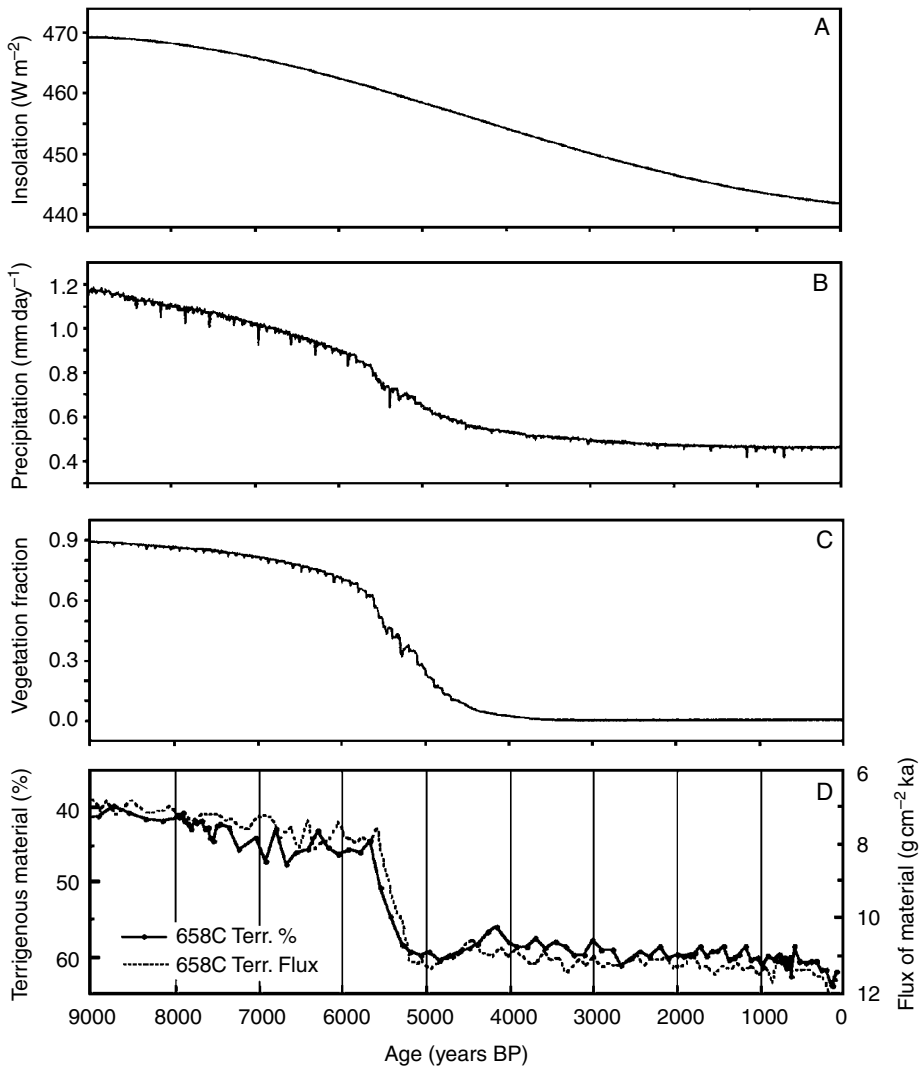 A
Insolation (W m⁻²)
470
460
450
440
B
Precipitation (mm day⁻¹)
1.2
1.0
0.8
0.6
0.4
C
Vegetation fraction
0.9
0.6
0.3
0.0
D
Terrigenous material (%)
40
50
60
658C Terr. %
658C Terr. Flux
6
8
10
12
Flux of material (g cm⁻² ka)
9000 8000 7000 6000 5000 4000 3000 2000 1000 0
Age (years BP)